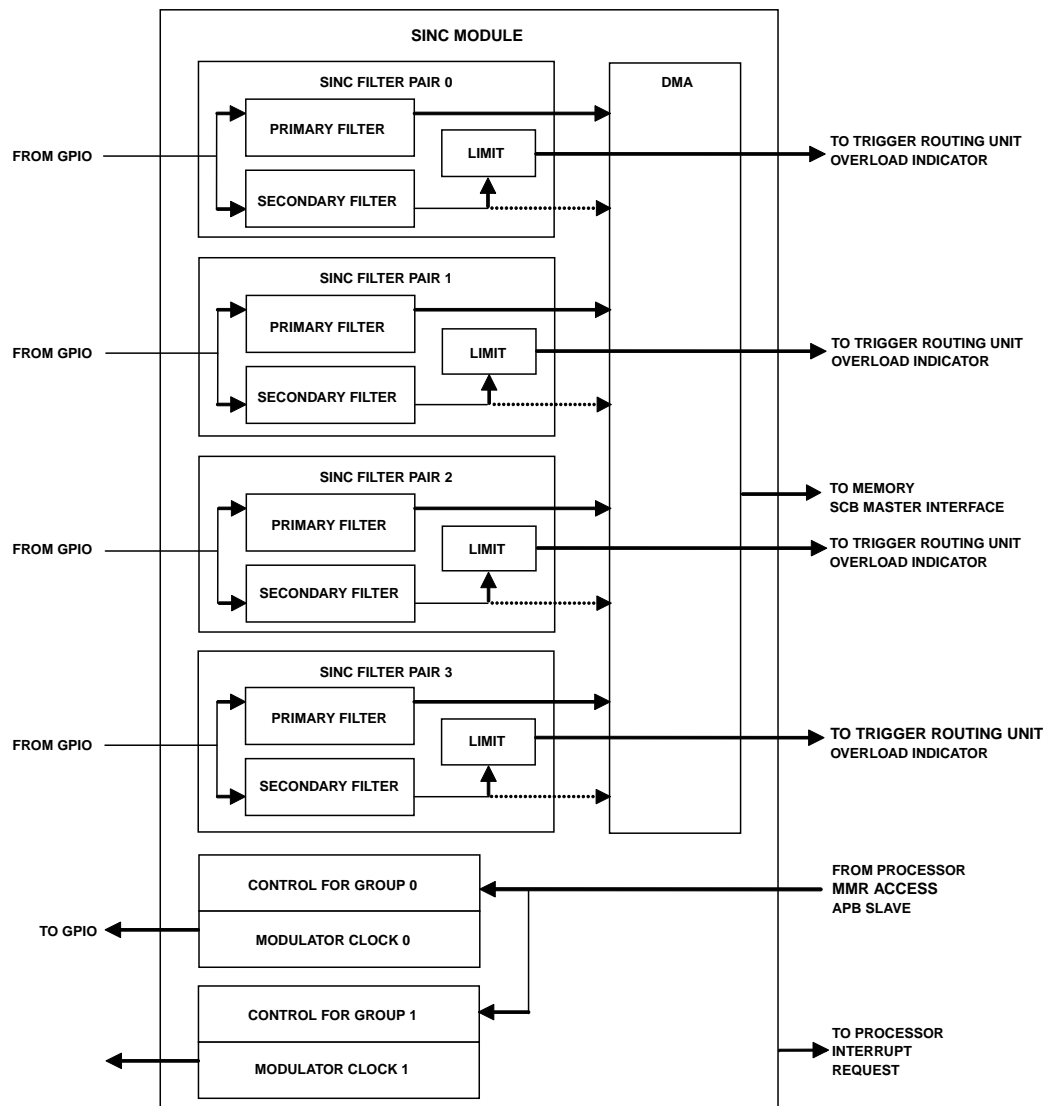 SINC MODULE
SINC FILTER PAIR 0
DMA
PRIMARY FILTER
FROM GPIO
LIMIT
TO TRIGGER ROUTING UNIT
OVERLOAD INDICATOR
SECONDARY FILTER
SINC FILTER PAIR 1
PRIMARY FILTER
FROM GPIO
LIMIT
TO TRIGGER ROUTING UNIT
OVERLOAD INDICATOR
SECONDARY FILTER
SINC FILTER PAIR 2
TO MEMORY
SCB MASTER INTERFACE
PRIMARY FILTER
FROM GPIO
LIMIT
TO TRIGGER ROUTING UNIT
OVERLOAD INDICATOR
SECONDARY FILTER
SINC FILTER PAIR 3
PRIMARY FILTER
FROM GPIO
LIMIT
TO TRIGGER ROUTING UNIT
OVERLOAD INDICATOR
SECONDARY FILTER
CONTROL FOR GROUP 0
FROM PROCESSOR
MMR ACCESS
APB SLAVE
TO GPIO
MODULATOR CLOCK 0
CONTROL FOR GROUP 1
MODULATOR CLOCK 1
TO PROCESSOR
INTERRUPT
REQUEST